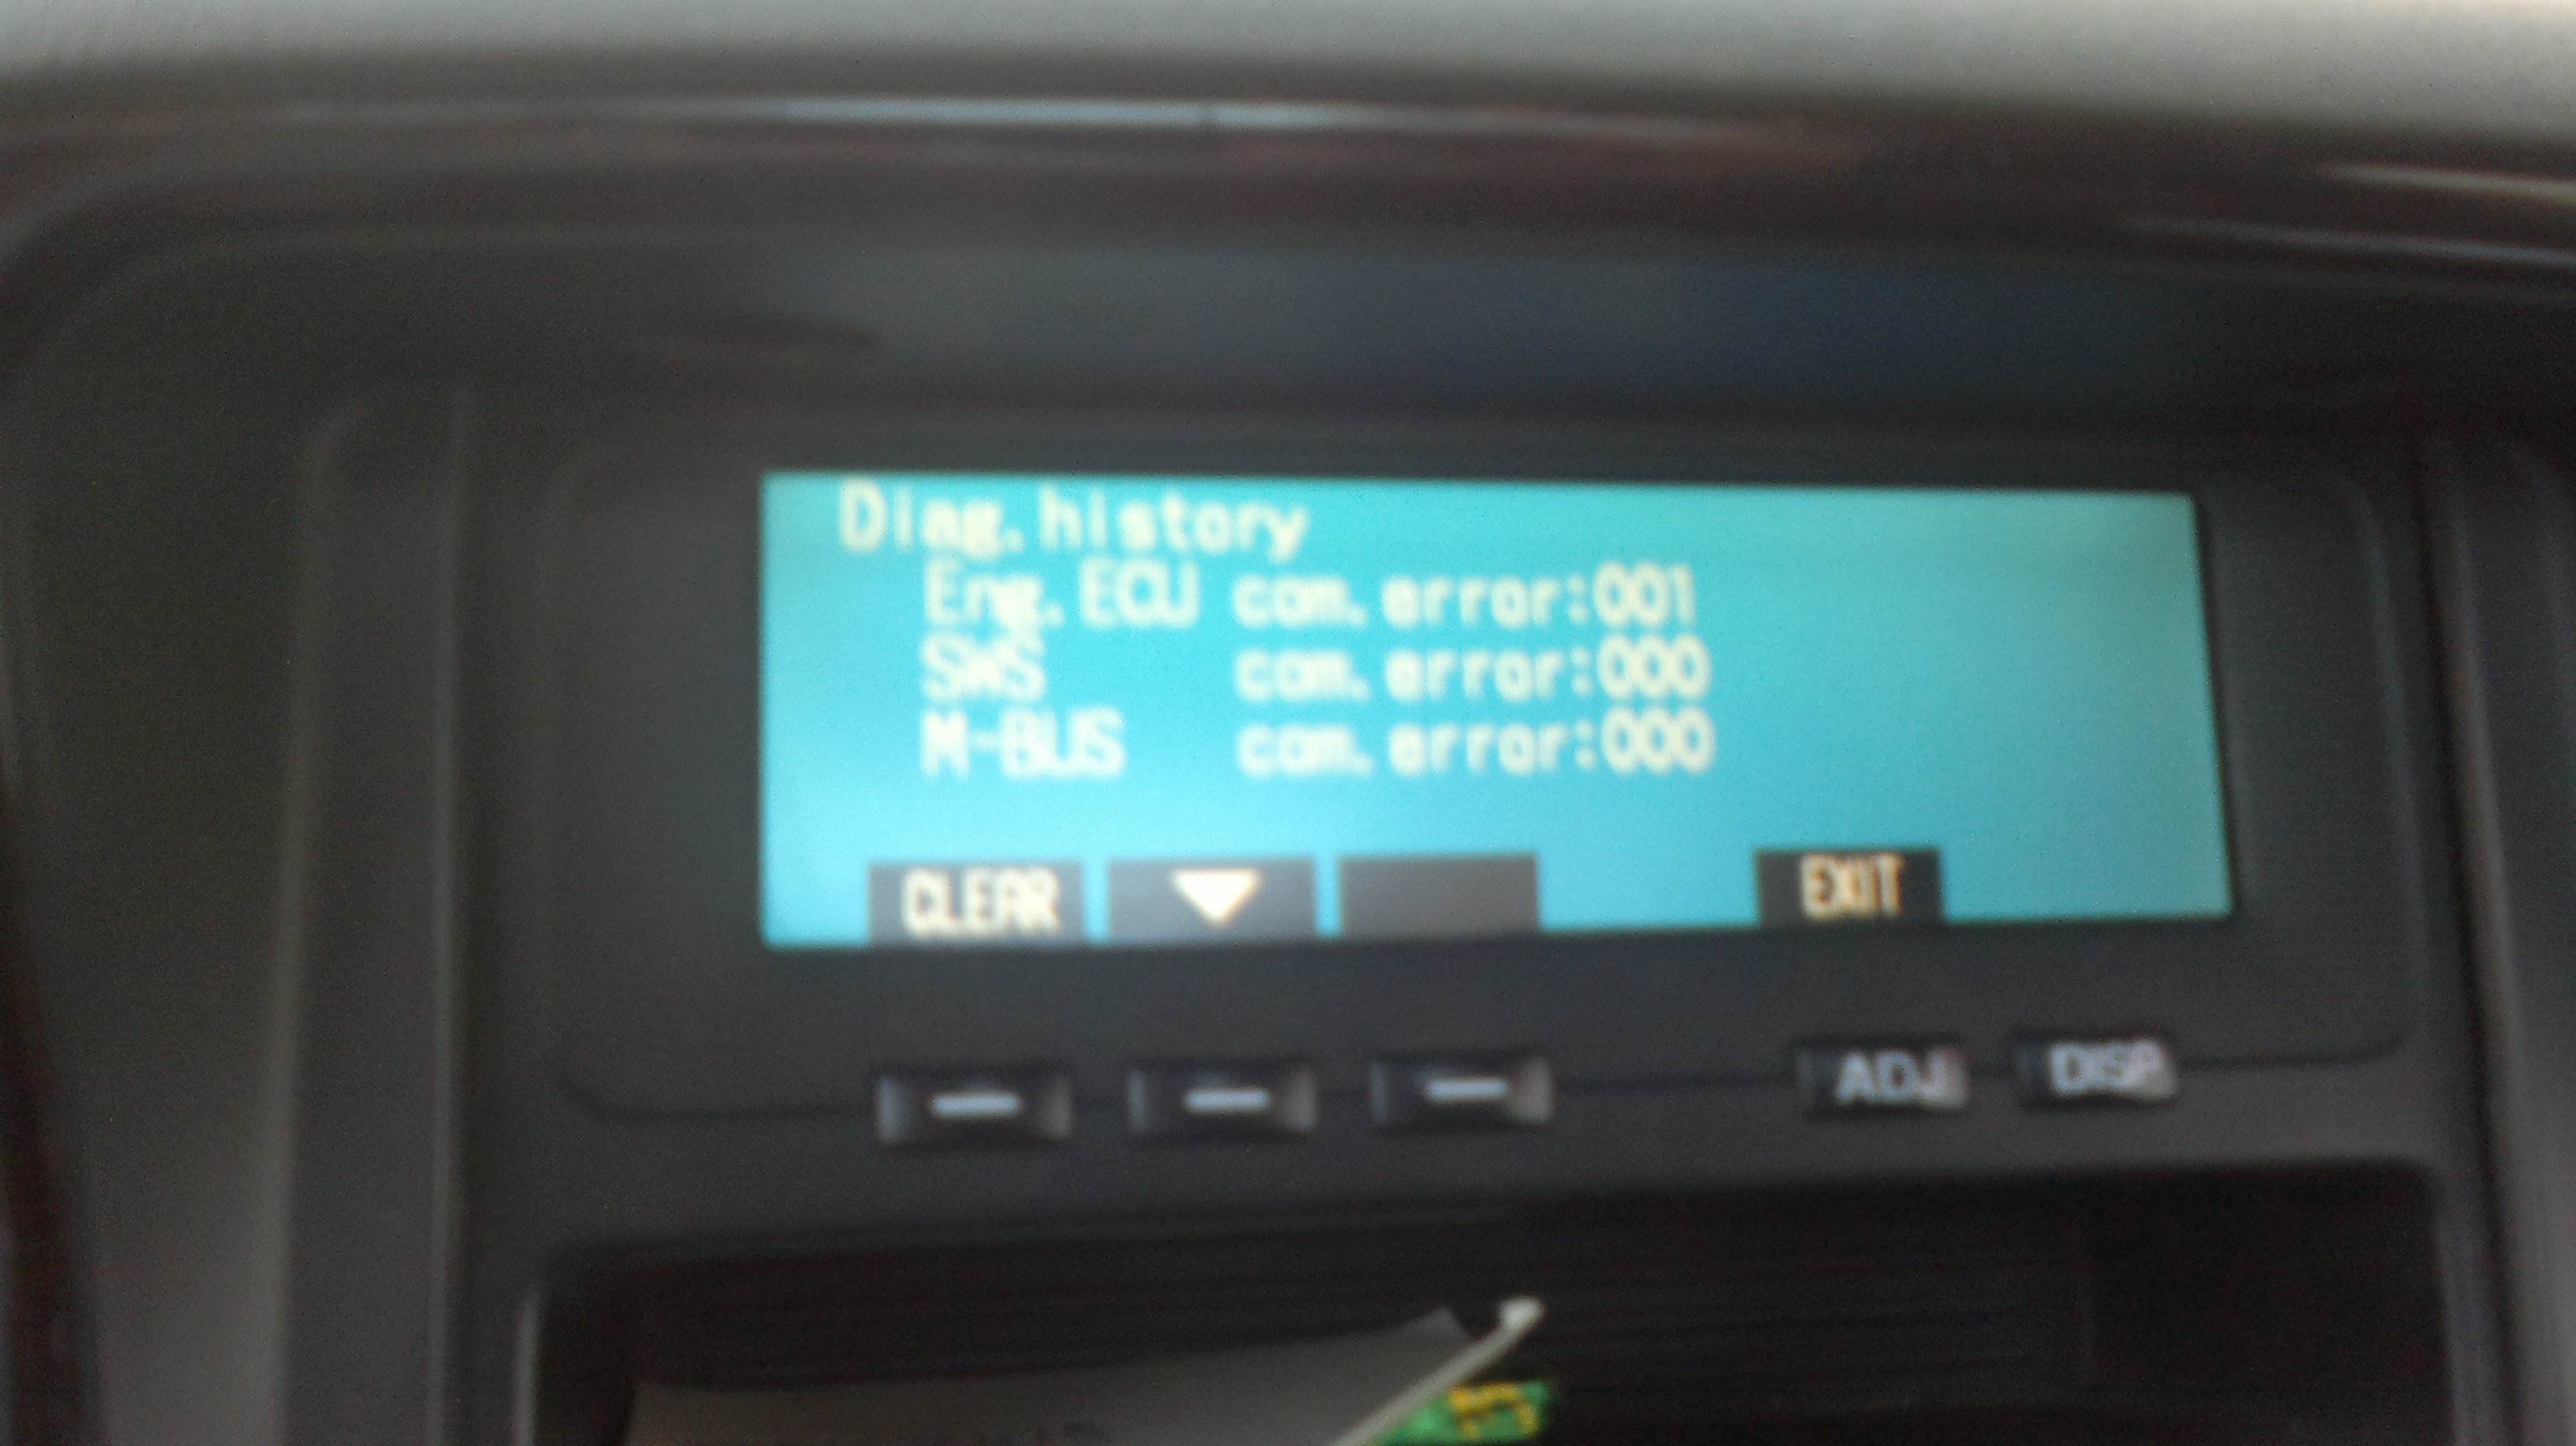 Diag.history
Eng.ECU com.error:001
SWS com.error:000
M-BUS com.error:000
CLEAR EXIT
ADJ DISP